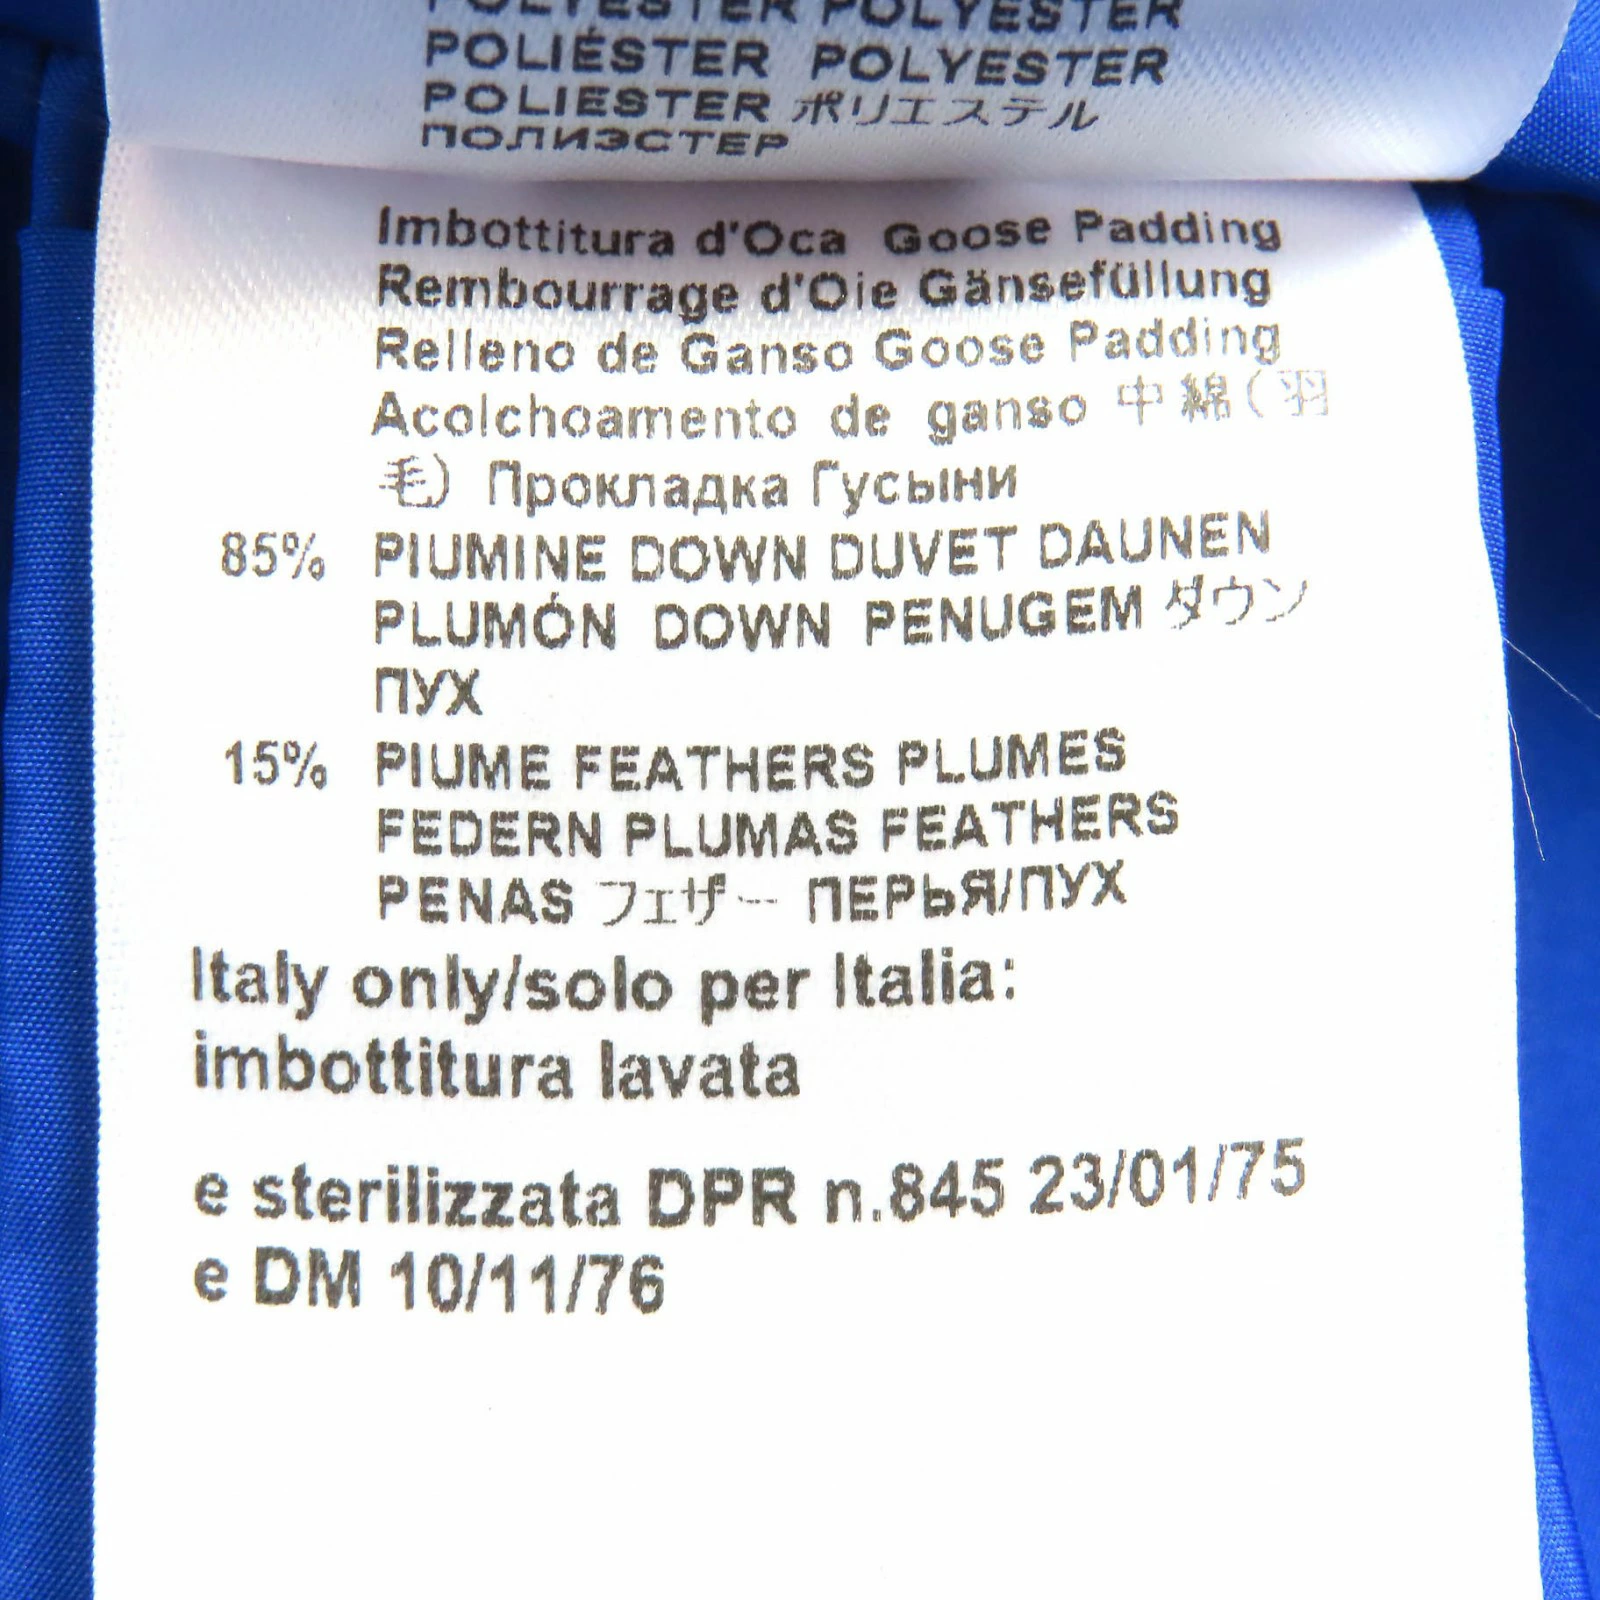 POLYESTER POLYESTER
POLIÉSTER POLYESTER
POLIESTER ポリエステル
ПОЛИЭСТЕР
Imbottitura d'Oca Goose Padding
Rembourrage d'Oie Gänsefüllung
Relleno de Ganso Goose Padding
Acolchoamento de ganso 中綿(羽
毛) Прокладка Гусыни
85% PIUMINE DOWN DUVET DAUNEN
PLUMÓN DOWN PENUGEM ダウン
ПУХ
15% PIUME FEATHERS PLUMES
FEDERN PLUMAS FEATHERS
PENAS フェザー ПЕРЬЯ/ПУХ
Italy only/solo per Italia:
imbottitura lavata
e sterilizzata DPR n.845 23/01/75
e DM 10/11/76